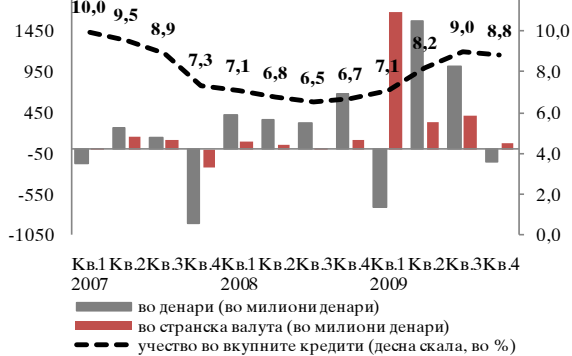 10,0 9,5 8,9 7,3 7,1 6,8 6,5 6,7 7,1 8,2 9,0 8,8
1450 10,0
950 8,0
450 6,0
-50 4,0
-550 2,0
-1050 0,0
Кв.1 Кв.2 Кв.3 Кв.4 Кв.1 Кв.2 Кв.3 Кв.4 Кв.1 Кв.2 Кв.3 Кв.4
2007 2008 2009
во денари (во милиони денари)
во странска валута (во милиони денари)
учество во вкупните кредити (десна скала, во %)